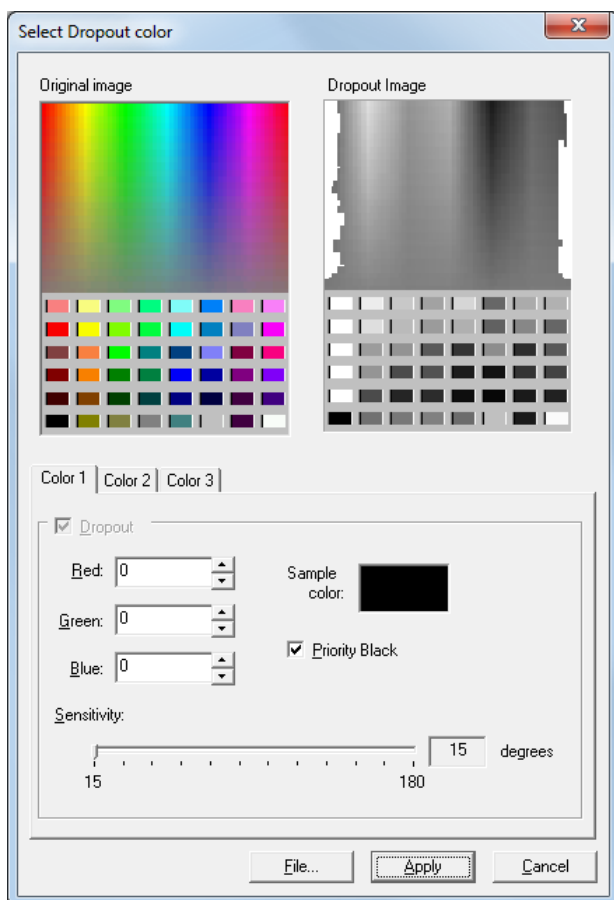 Select Dropout color
Original image
Dropout Image
Color 1
Color 2
Color 3
Dropout
Red: 0
Sample color:
Green: 0
Priority Black
Blue: 0
Sensitivity:
15 degrees
15
180
File...
Apply
Cancel